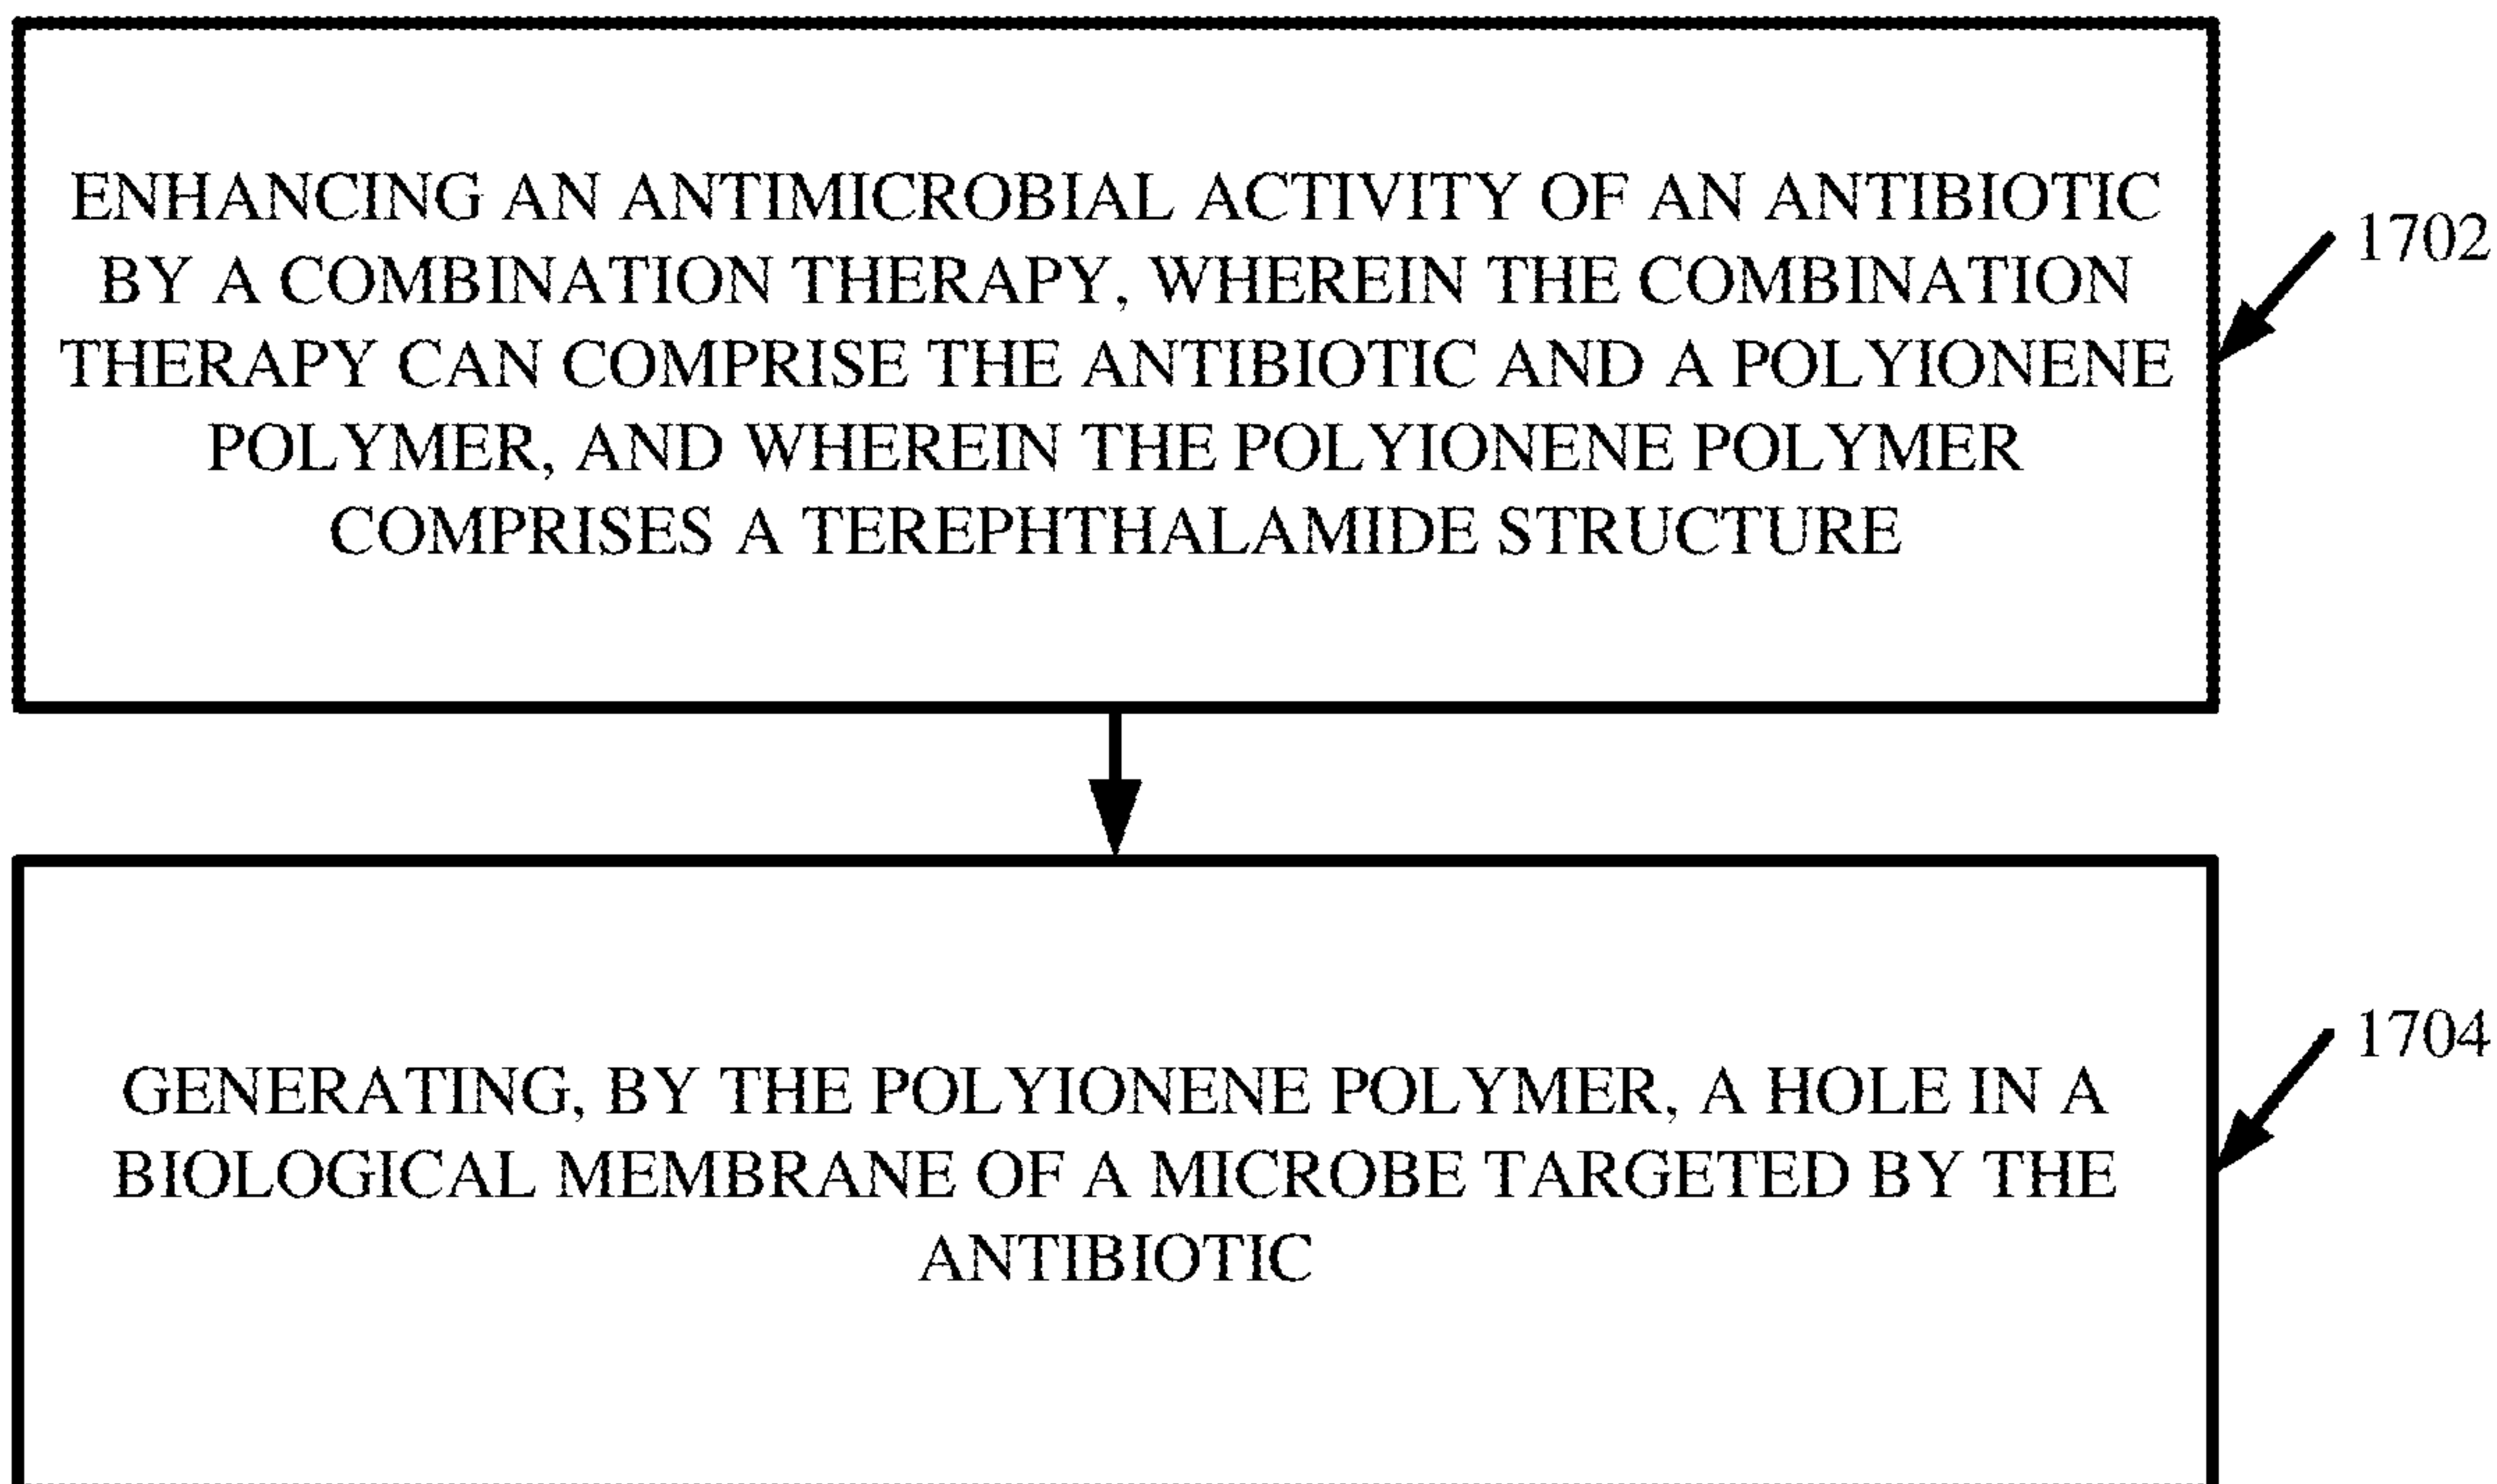 ENHANCING AN ANTIMICROBIAL ACTIVITY OF AN ANTIBIOTIC
BY A COMBINATION THERAPY, WHEREIN THE COMBINATION
THERAPY CAN COMPRISE THE ANTIBIOTIC AND A POLYIONENE
POLYMER, AND WHEREIN THE POLYIONENE POLYMER
COMPRISES A TEREPHTHALAMIDE STRUCTURE
1702
GENERATING, BY THE POLYIONENE POLYMER, A HOLE IN A
BIOLOGICAL MEMBRANE OF A MICROBE TARGETED BY THE
ANTIBIOTIC
1704